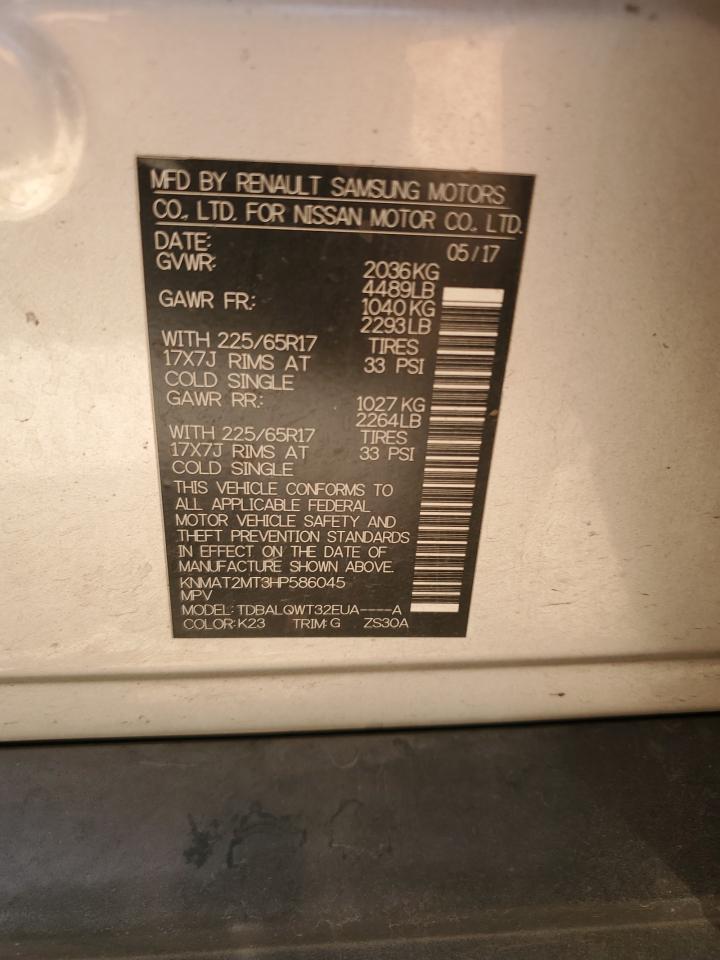 MFD BY RENAULT SAMSUNG MOTORS
CO., LTD. FOR NISSAN MOTOR CO., LTD.
DATE: 05/17
GVWR: 2036KG
4489LB
GAWR FR: 1040KG
2293LB
WITH 225/65R17 TIRES
17X7J RIMS AT 33 PSI
COLD SINGLE
GAWR RR: 1027KG
2264LB
WITH 225/65R17 TIRES
17X7J RIMS AT 33 PSI
COLD SINGLE
THIS VEHICLE CONFORMS TO
ALL APPLICABLE FEDERAL
MOTOR VEHICLE SAFETY AND
THEFT PREVENTION STANDARDS
IN EFFECT ON THE DATE OF
MANUFACTURE SHOWN ABOVE.
KNMAT2MT3HP586045
MPV
MODEL: TDBALQWT32EUA----A
COLOR: K23 TRIM: G ZS30A